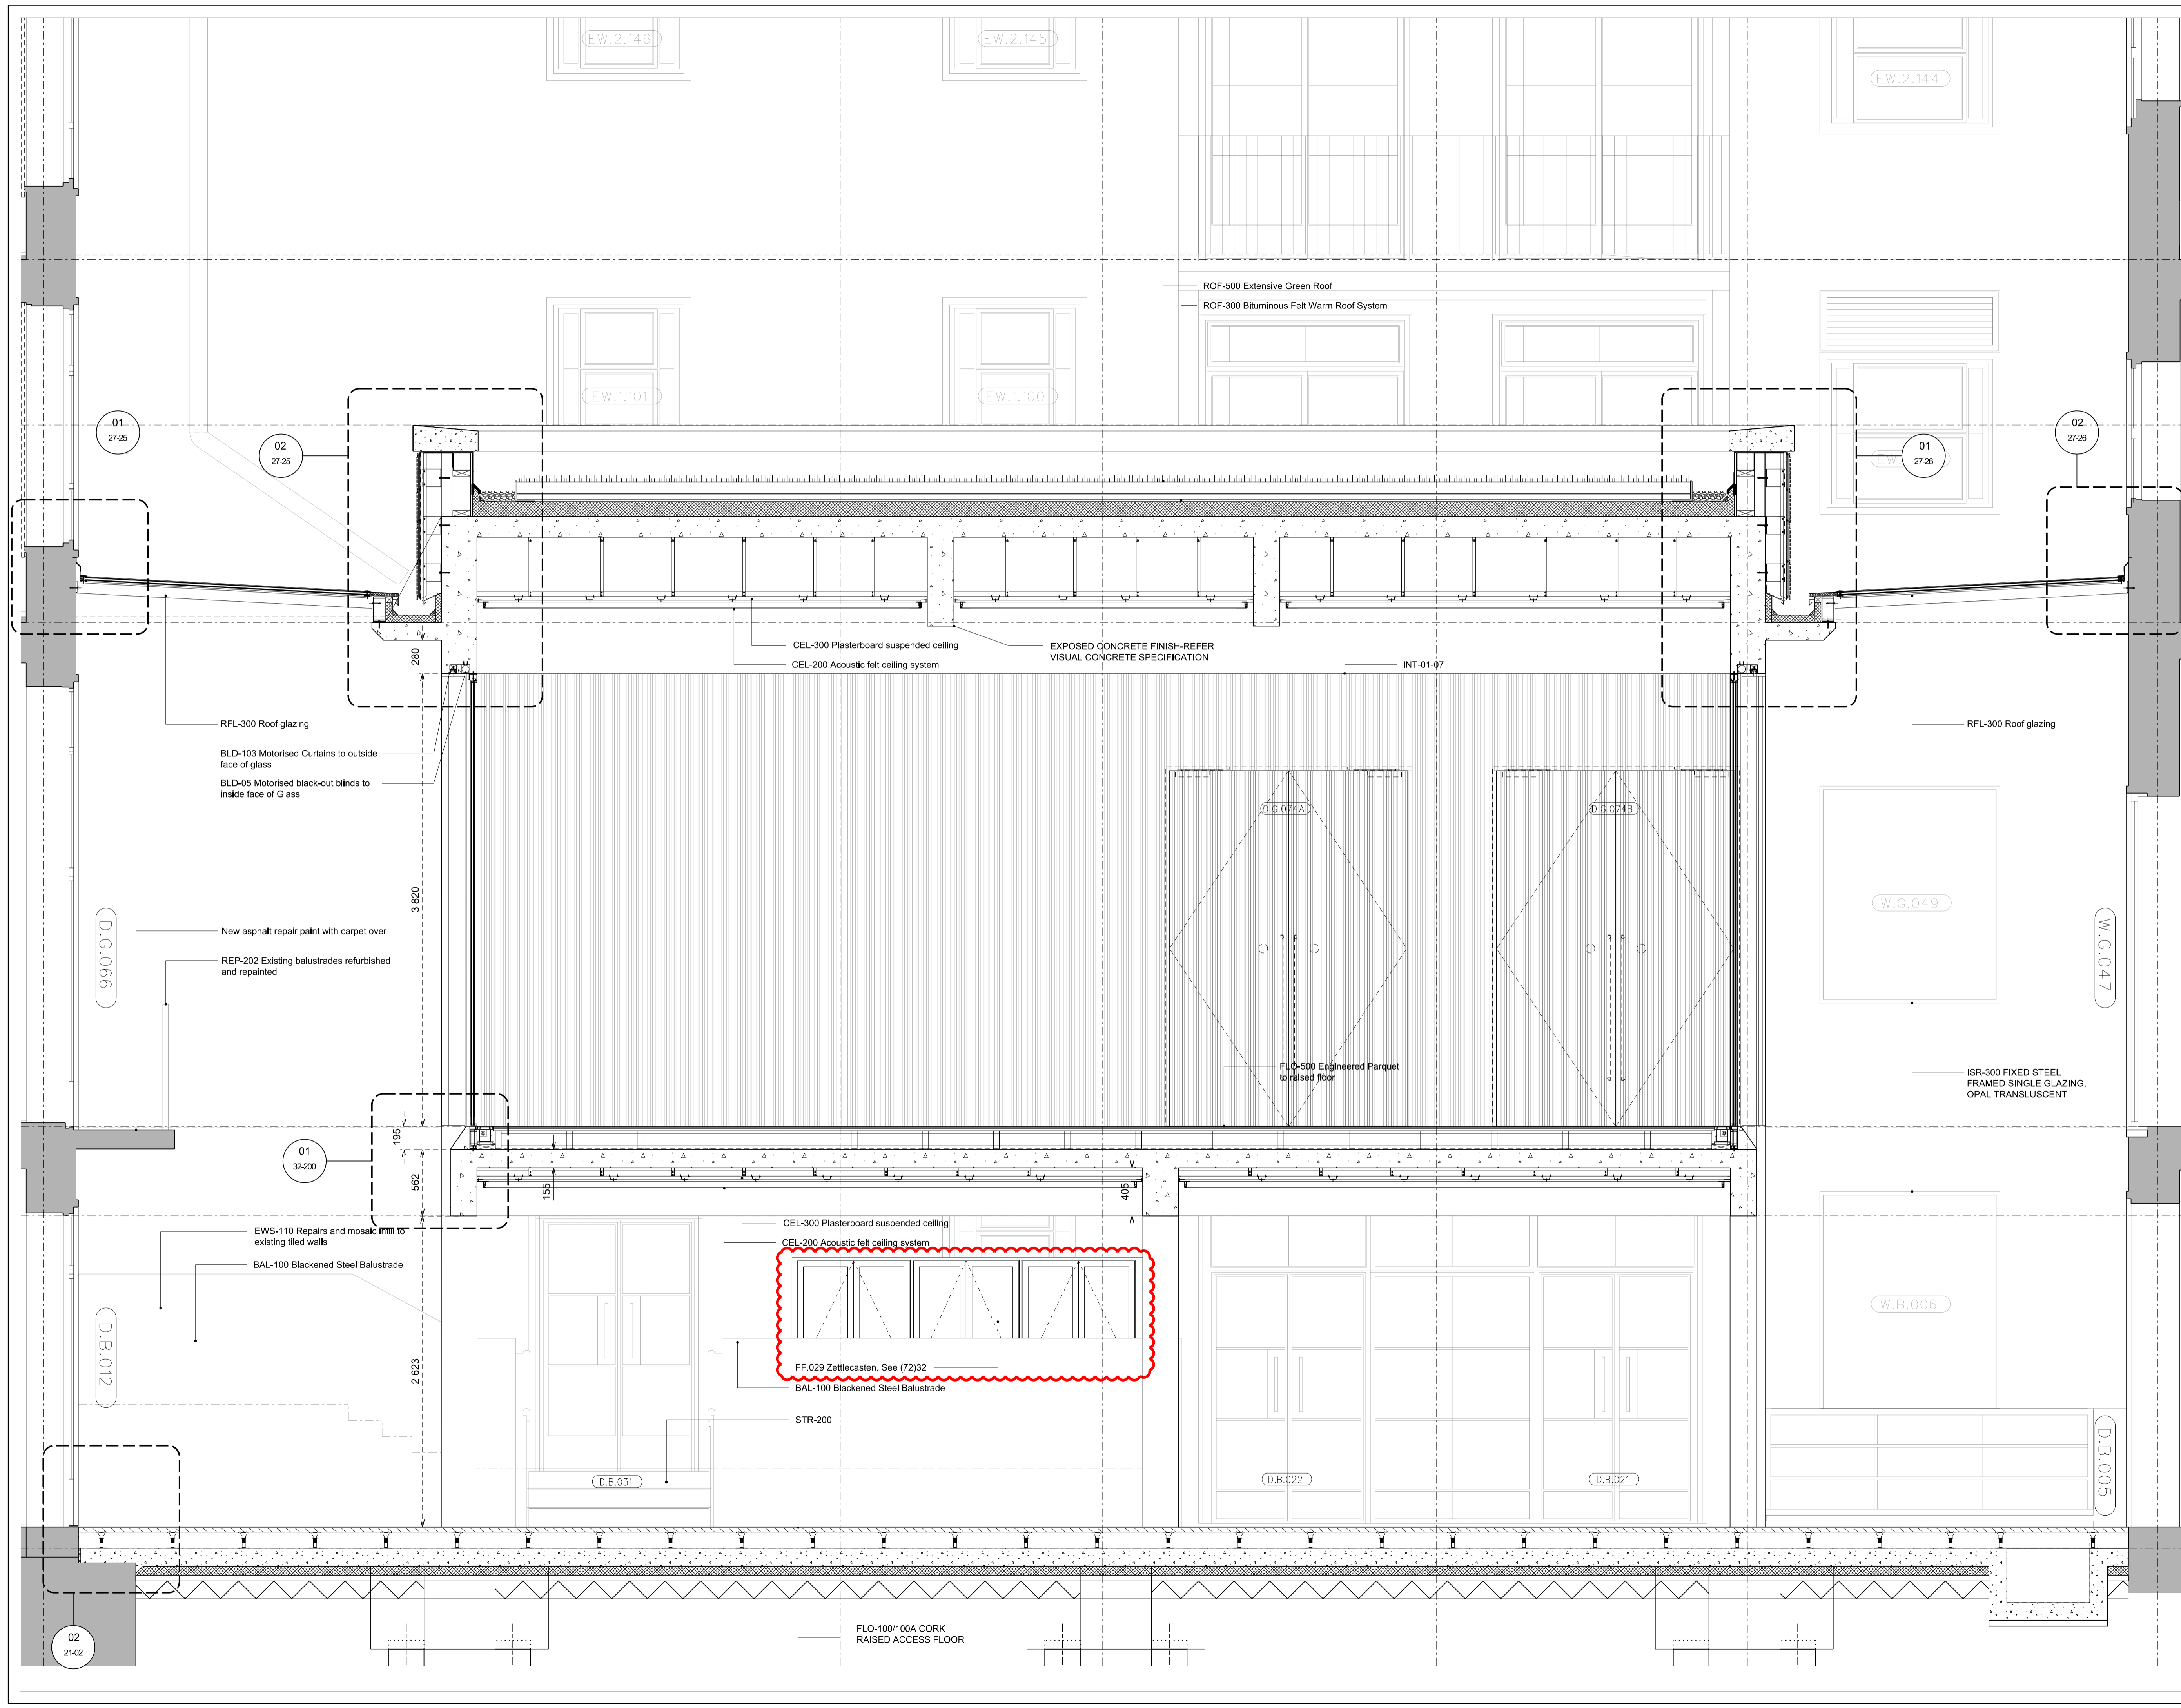 EW.2.146
EW.2.145
EW.2.144
ROF-500 Extensive Green Roof
ROF-300 Bituminous Felt Warm Roof System
EW.1.101
EW.1.100
01
27-25
02
27-25
01
27-26
02
27-26
EW
280
CEL-300 Plasterboard suspended ceiling
CEL-200 Acoustic felt ceiling system
EXPOSED CONCRETE FINISH-REFER
VISUAL CONCRETE SPECIFICATION
INT-01-07
RFL-300 Roof glazing
RFL-300 Roof glazing
BLD-103 Motorised Curtains to outside
face of glass
BLD-05 Motorised black-out blinds to
inside face of Glass
D.G.074A
D.G.074B
3 820
W.G.049
D.G.066
W.G.047
New asphalt repair paint with carpet over
REP-202 Existing balustrades refurbished
and repainted
FLO-500 Engineered Parquet
to raised floor
ISR-300 FIXED STEEL
FRAMED SINGLE GLAZING,
OPAL TRANSLUSCENT
195
01
32-200
562
155
405
CEL-300 Plasterboard suspended ceiling
CEL-200 Acoustic felt ceiling system
EWS-110 Repairs and mosaic infill to
existing tiled walls
BAL-100 Blackened Steel Balustrade
W.B.006
D.B.012
2 623
FF.029 Zettlecasten. See (72)32
BAL-100 Blackened Steel Balustrade
STR-200
D.B.031
D.B.022
D.B.021
D.B.005
02
21-02
FLO-100/100A CORK
RAISED ACCESS FLOOR